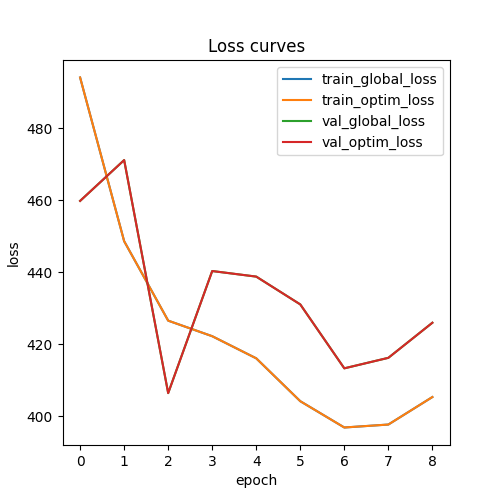 Loss curves
train_global_loss
train_optim_loss
val_global_loss
val_optim_loss
480
460
440
420
400
loss
0 1 2 3 4 5 6 7 8
epoch